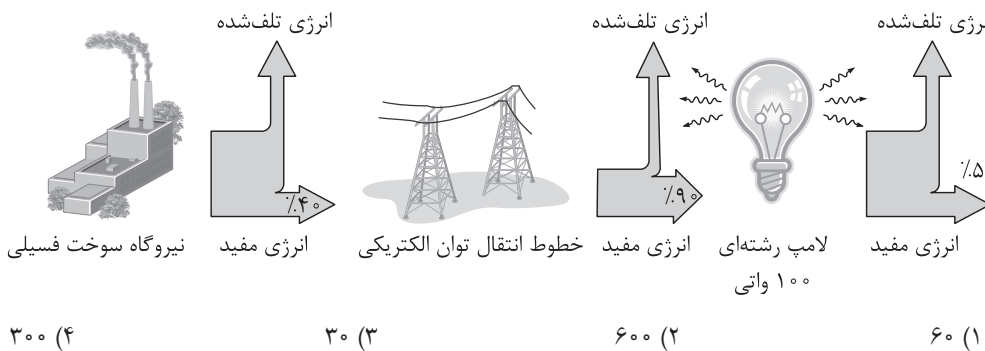 انرژی تلف‌شده
انرژی تلف‌شده
رژی تلف‌شده
٪۴۰
٪۹۰
٪۵
نیروگاه سوخت فسیلی
انرژی مفید
خطوط انتقال توان الکتریکی
انرژی مفید
لامپ رشته‌ای
۱۰۰ واتی
انرژی مفید
۱) ۶۰
۲) ۶۰۰
۳) ۳۰
۴) ۳۰۰